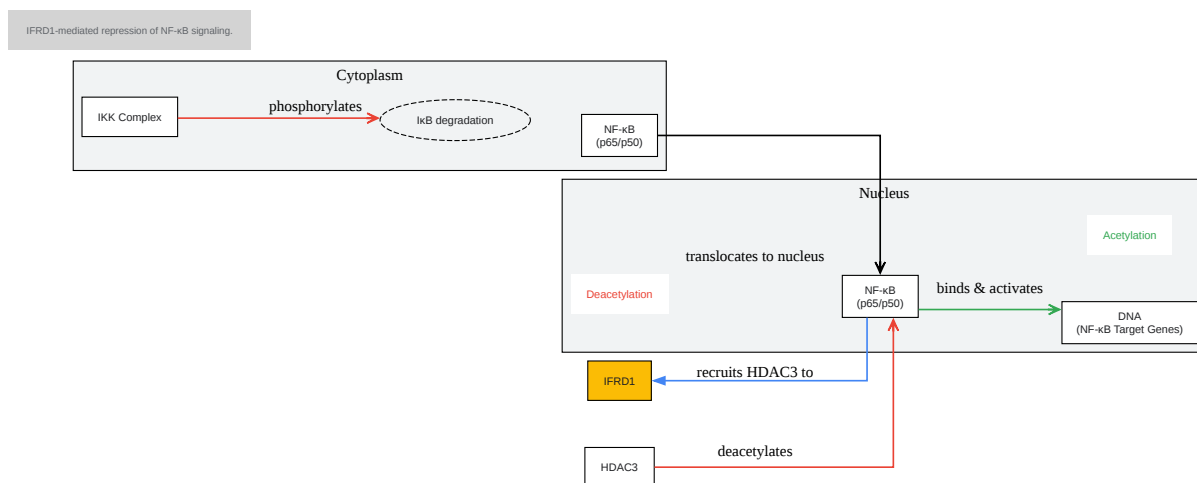 IFRD1-mediated repression of NF-κB signaling.
Cytoplasm
IKK Complex
phosphorylates
IκB degradation
NF-κB
(p65/p50)
Nucleus
Acetylation
translocates to nucleus
Deacetylation
NF-κB
(p65/p50)
binds & activates
DNA
(NF-κB Target Genes)
IFRD1
recruits HDAC3 to
HDAC3
deacetylates